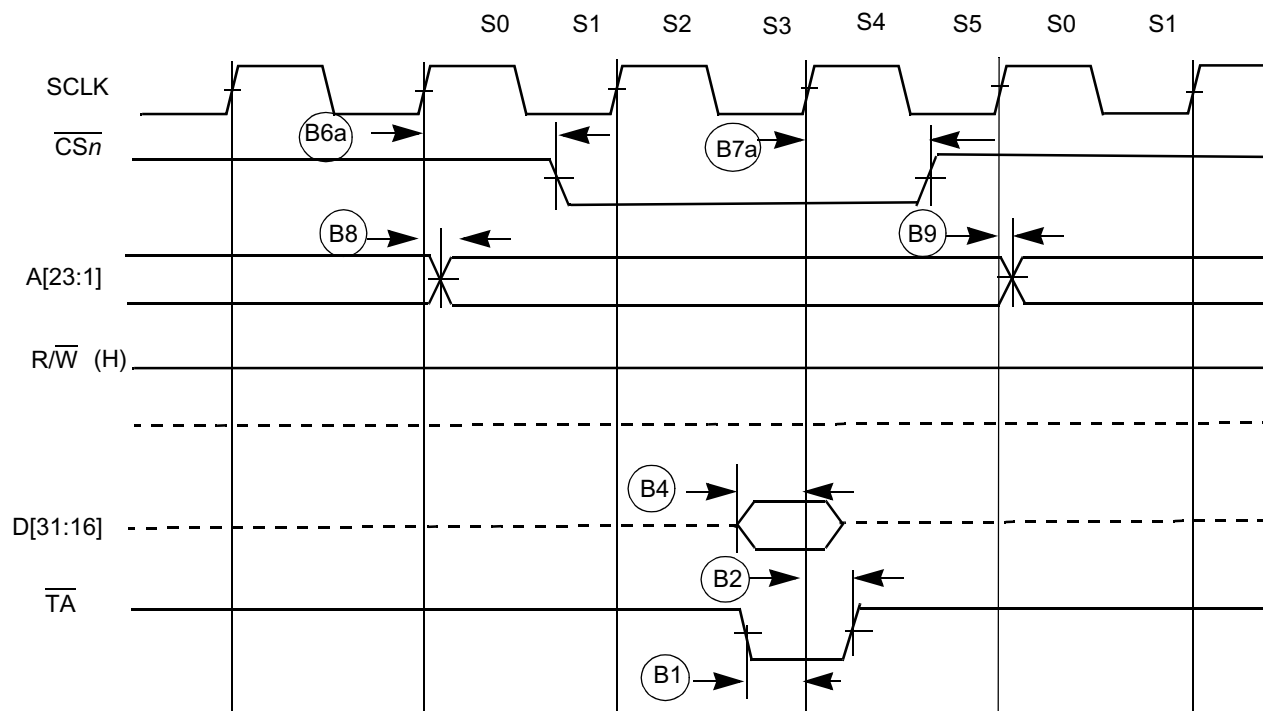 S0 S1 S2 S3 S4 S5 S0 S1
SCLK
B6a
CSn
B7a
B8
B9
A[23:1]
R/W (H)
B4
D[31:16]
B2
TA
B1